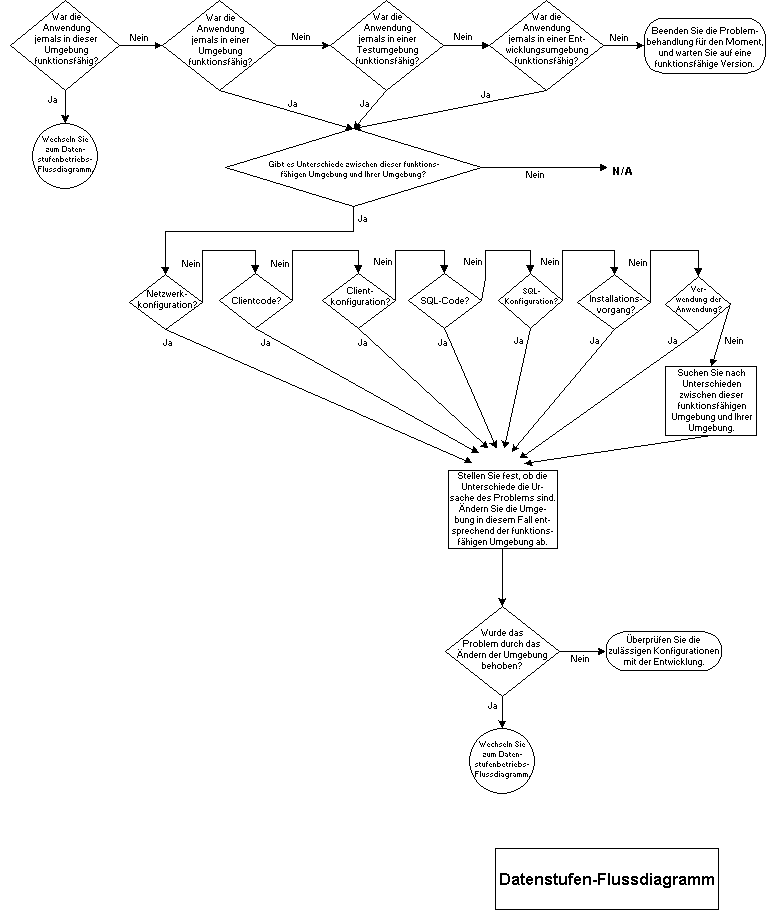 War die
Anwendung
jemals in dieser
Umgebung
funktionsfähig?
Nein
War die
Anwendung
jemals in einer
Umgebung
funktionsfähig?
Nein
War die
Anwendung
jemals in einer
Testumgebung
funktionsfähig?
Nein
War die
Anwendung
jemals in einer Ent-
wicklungsumgebung
funktionsfähig?
Nein
Beenden Sie die Problem-
behandlung für den Moment,
und warten Sie auf eine
funktionsfähige Version.
Ja
Ja
Ja
Ja
Wechseln Sie
zum Daten-
stufenbetriebs-
Flussdiagramm.
Gibt es Unterschiede zwischen dieser funktions-
fähigen Umgebung und Ihrer Umgebung?
Nein
N/A
Ja
Netzwerk-
konfiguration?
Nein
Clientcode?
Nein
Client-
konfiguration?
Nein
SQL-Code?
Nein
SQL-
Konfiguration?
Nein
Installations-
vorgang?
Nein
Ver-
wendung der
Anwendung?
Nein
Ja
Ja
Ja
Ja
Ja
Ja
Ja
Suchen Sie nach
Unterschieden
zwischen dieser
funktionsfähigen
Umgebung und Ihrer
Umgebung.
Stellen Sie fest, ob die
Unterschiede die Ur-
sache des Problems sind.
Ändern Sie die Umge-
bung in diesem Fall ent-
sprechend der funktions-
fähigen Umgebung ab.
Wurde das
Problem durch das
Ändern der Umgebung
behoben?
Nein
Überprüfen Sie die
zulässigen Konfigurationen
mit der Entwicklung.
Ja
Wechseln Sie
zum Daten-
stufenbetriebs-
Flussdiagramm.
Datenstufen-Flussdiagramm